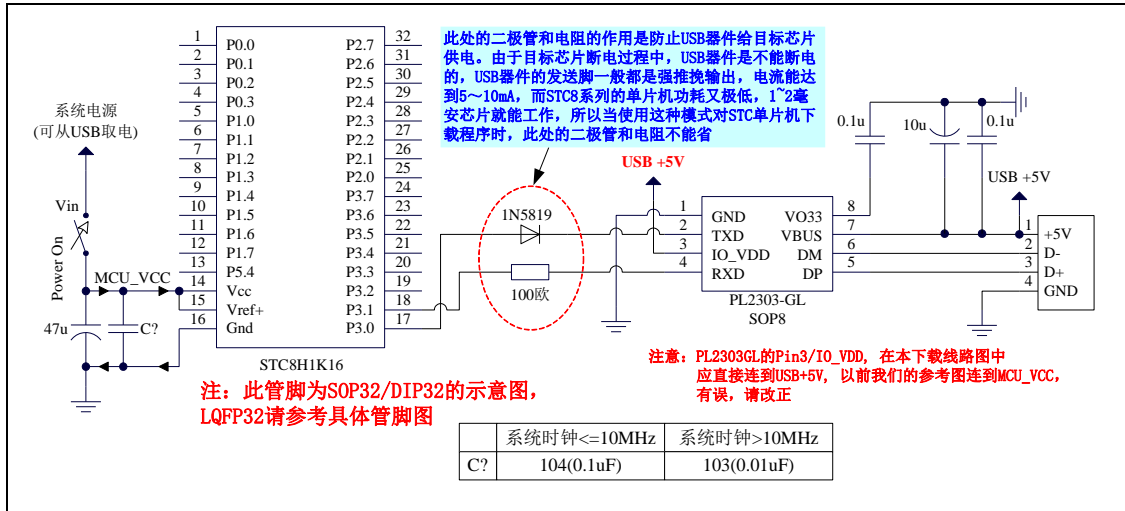 此处的二极管和电阻的作用是防止USB器件给目标芯片
供电。由于目标芯片断电过程中，USB器件是不能断电
的，USB器件的发送脚一般都是强推挽输出，电流能达
到5～10mA，而STC8系列的单片机功耗又极低，1~2毫
安芯片就能工作，所以当使用这种模式对STC单片机下
载程序时，此处的二极管和电阻不能省
系统电源
(可从USB取电)
Vin
Power On
MCU_VCC
47u
C?
1 P0.0
2 P0.1
3 P0.2
4 P0.3
5 P1.0
6 P1.1
7 P1.2
8 P1.3
9 P1.4
10 P1.5
11 P1.6
12 P1.7
13 P5.4
14 Vcc
15 Vref+
16 Gnd
P2.7 32
P2.6 31
P2.5 30
P2.4 29
P2.3 28
P2.2 27
P2.1 26
P2.0 25
P3.7 24
P3.6 23
P3.5 22
P3.4 21
P3.3 20
P3.2 19
P3.1 18
P3.0 17
STC8H1K16
1N5819
100欧
USB +5V
1 GND
2 TXD
3 IO_VDD
4 RXD
VO33 8
VBUS 7
DM 6
DP 5
PL2303-GL
SOP8
0.1u
10u
0.1u
USB +5V
1 +5V
2 D-
3 D+
4 GND
注：此管脚为SOP32/DIP32的示意图，
LQFP32请参考具体管脚图
注意：PL2303GL的Pin3/IO_VDD, 在本下载线路图中
应直接连到USB+5V, 以前我们的参考图连到MCU_VCC，
有误，请改正
系统时钟<=10MHz 系统时钟>10MHz
C? 104(0.1uF) 103(0.01uF)